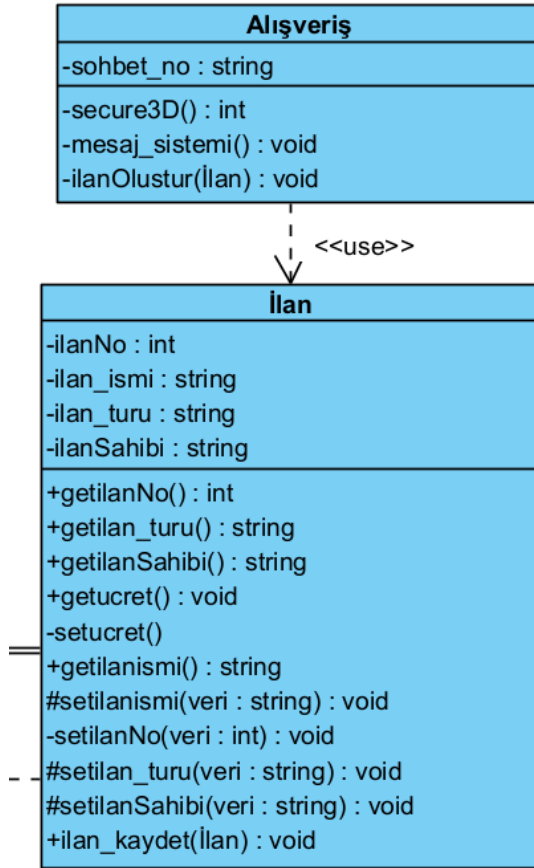 Alışveriş
-sohbet_no : string
-secure3D() : int
-mesaj_sistemi() : void
-ilanOlustur(İlan) : void
<<use>>
İlan
-ilanNo : int
-ilan_ismi : string
-ilan_turu : string
-ilanSahibi : string
+getilanNo() : int
+getilan_turu() : string
+getilanSahibi() : string
+getucret() : void
-setucret()
+getilanismi() : string
#setilanismi(veri : string) : void
-setilanNo(veri : int) : void
#setilan_turu(veri : string) : void
#setilanSahibi(veri : string) : void
+ilan_kaydet(İlan) : void